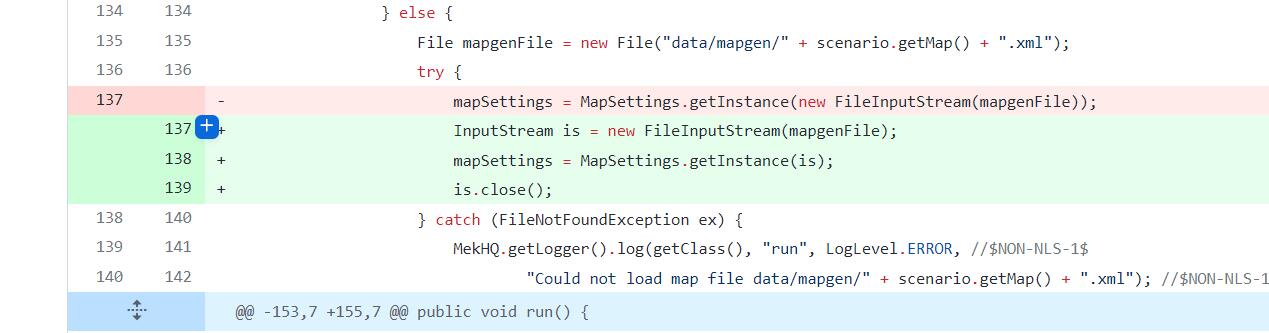 134 134 } else {
135 135 File mapgenFile = new File("data/mapgen/" + scenario.getMap() + ".xml");
136 136 try {
137 - mapSettings = MapSettings.getInstance(new FileInputStream(mapgenFile));
137 + InputStream is = new FileInputStream(mapgenFile);
138 + mapSettings = MapSettings.getInstance(is);
139 + is.close();
138 140 } catch (FileNotFoundException ex) {
139 141 MekHQ.getLogger().log(getClass(), "run", LogLevel.ERROR, //$NON-NLS-1$
140 142 "Could not load map file data/mapgen/" + scenario.getMap() + ".xml"); //$NON-NLS-1
@@ -153,7 +155,7 @@ public void run() {